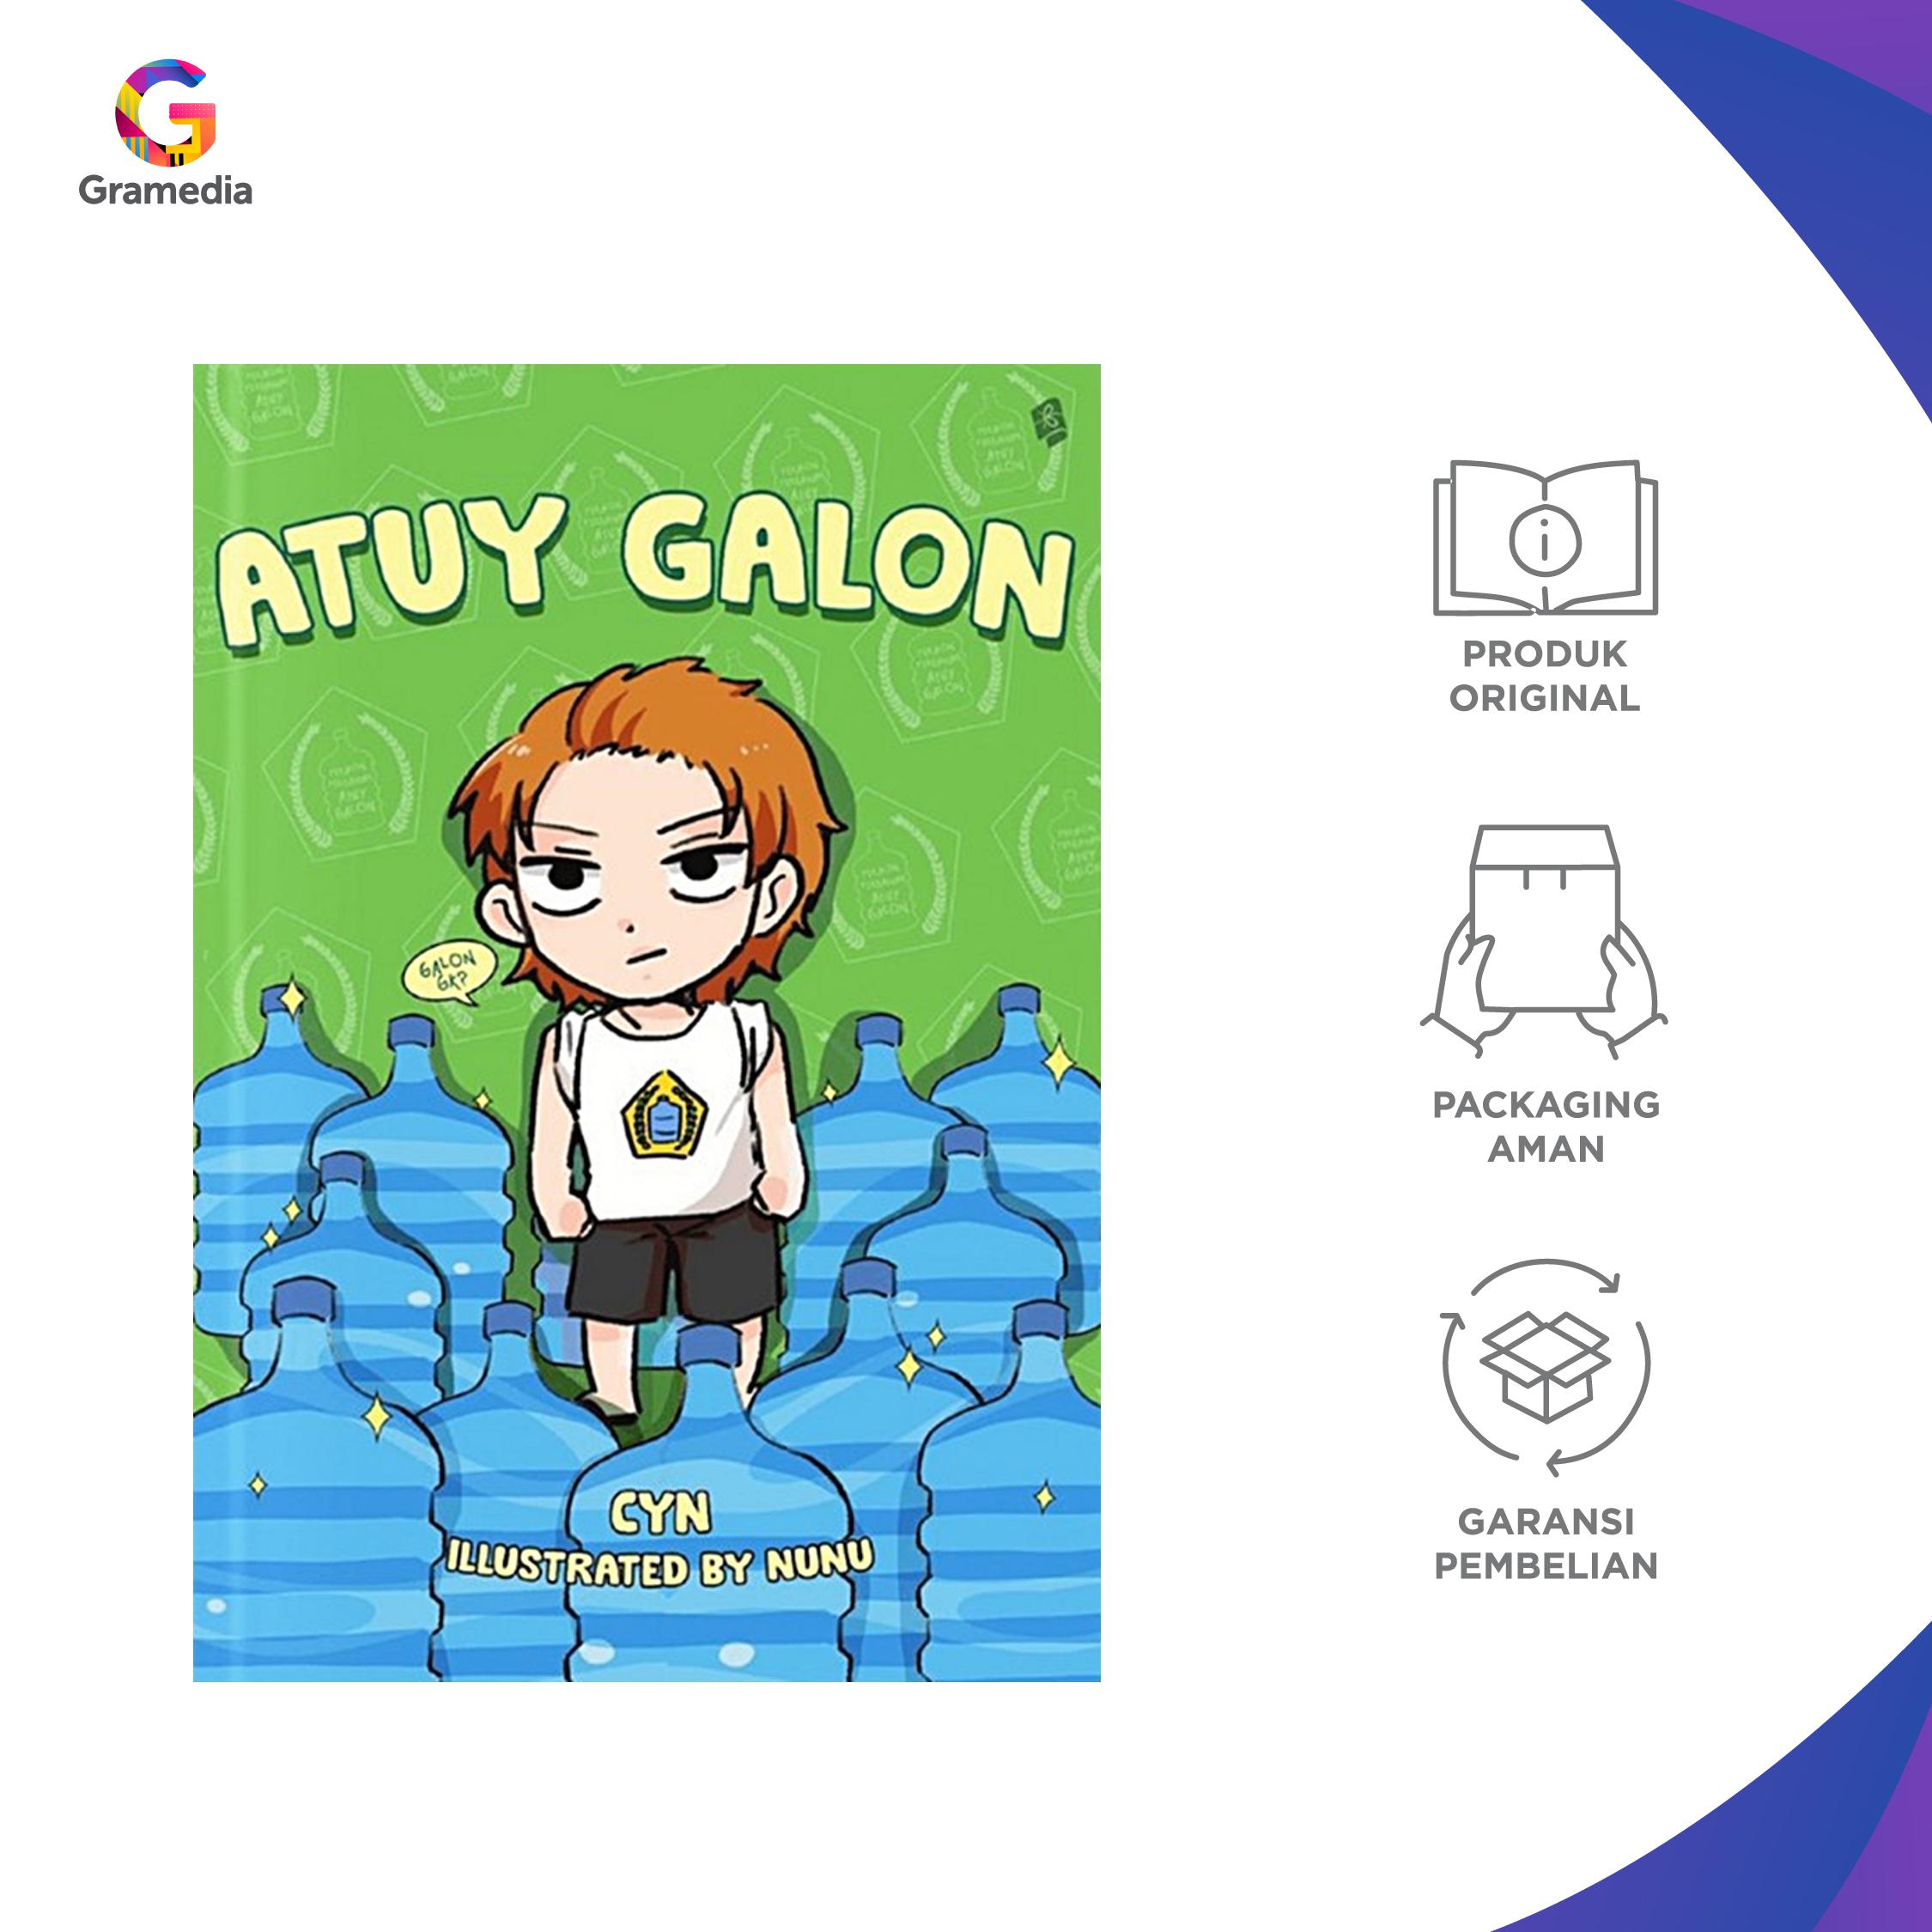 Gramedia
ATUY GALON
GALON
GK?
CYN
ILLUSTRATED BY NUNU
PRODUK
ORIGINAL
PACKAGING
AMAN
GARANSI
PEMBELIAN